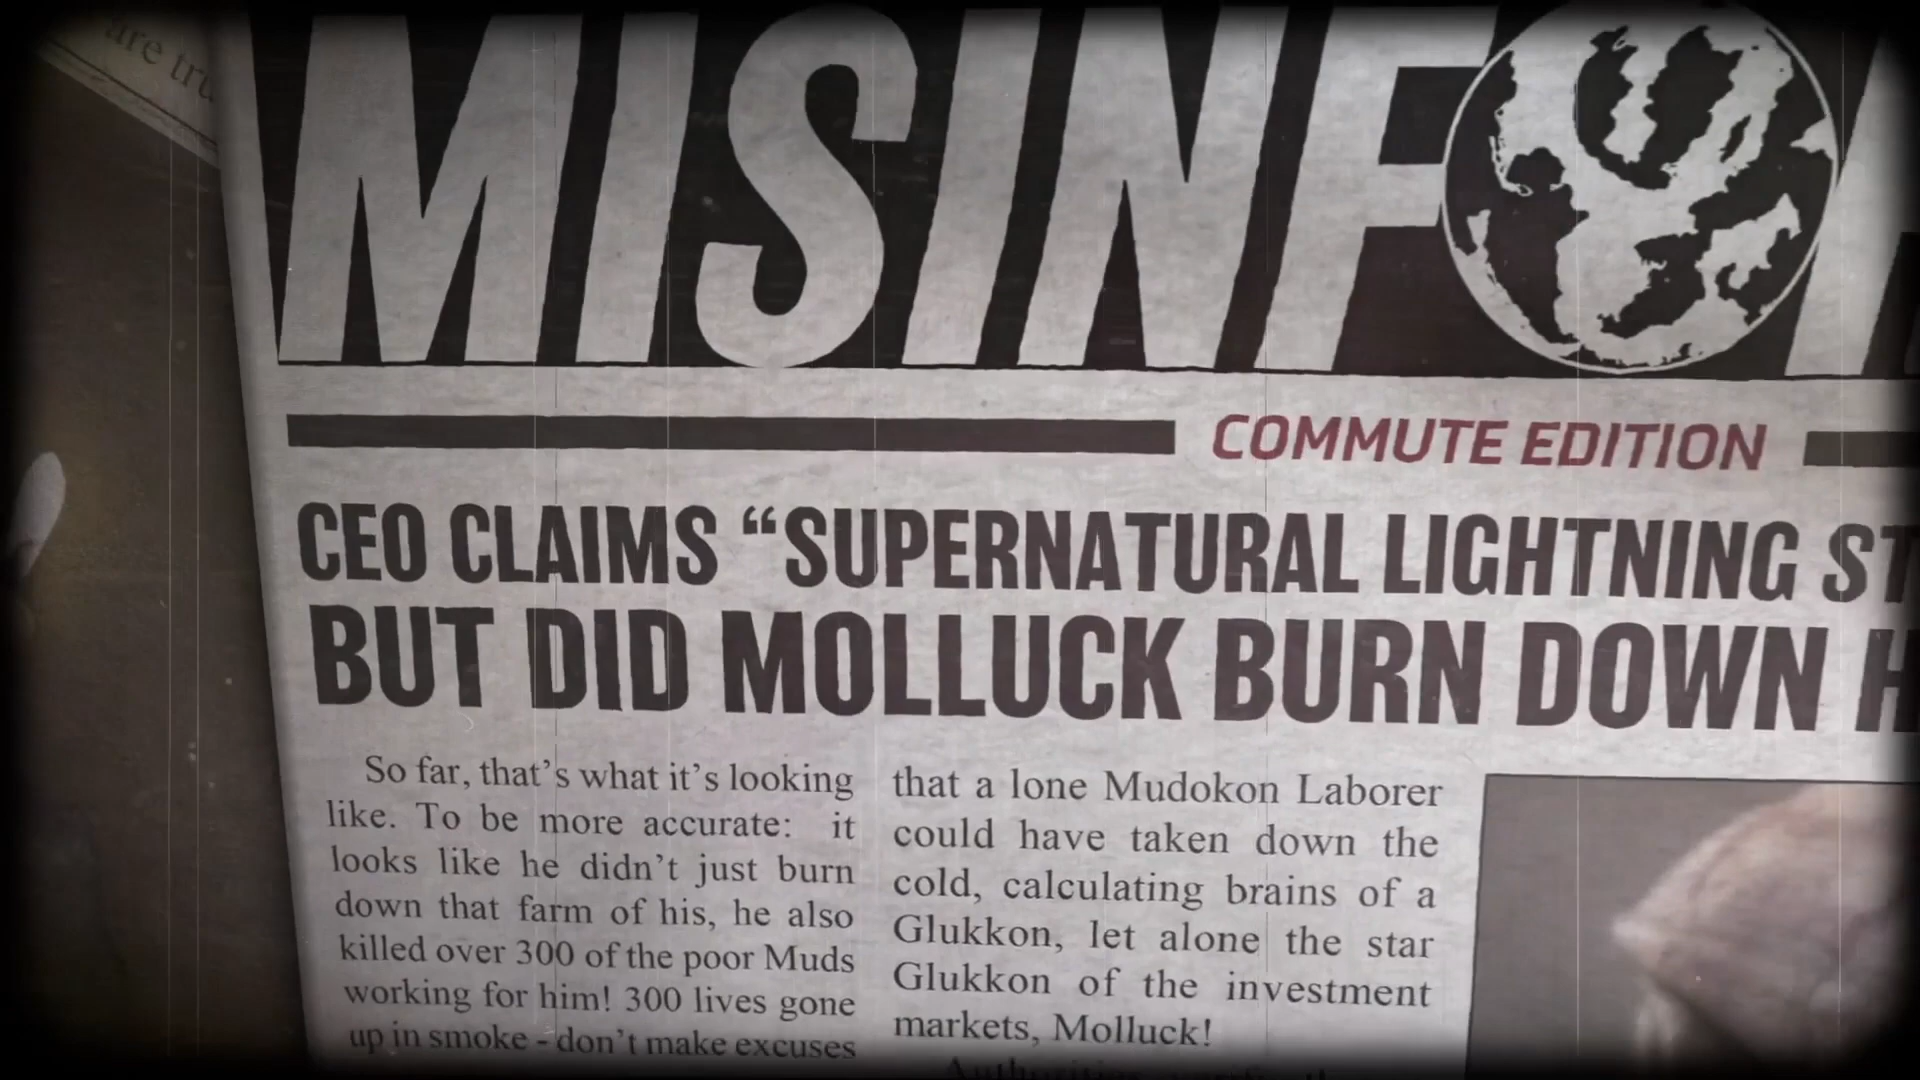 are tru
MISINFO
COMMUTE EDITION
CEO CLAIMS “SUPERNATURAL LIGHTNING ST
BUT DID MOLLUCK BURN DOWN H
So far, that’s what it’s looking
like. To be more accurate: it
looks like he didn’t just burn
down that farm of his, he also
killed over 300 of the poor Muds
working for him! 300 lives gone
up in smoke - don’t make excuses
that a lone Mudokon Laborer
could have taken down the
cold, calculating brains of a
Glukkon, let alone the star
Glukkon of the investment
markets, Molluck!